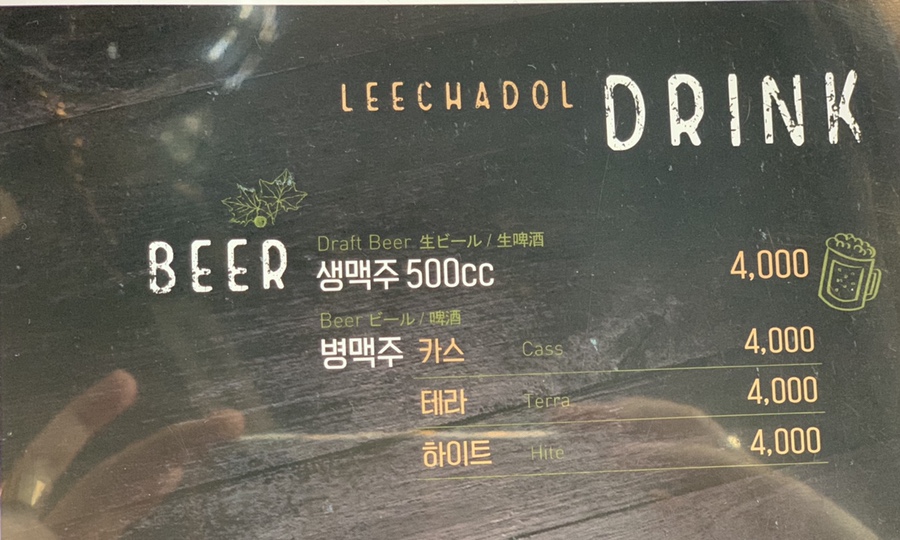 LEECHADOL DRINK
BEER
Draft Beer 生ビール / 生啤酒
생맥주 500cc 4,000
Beer ビール / 啤酒
병맥주 카스 Cass 4,000
테라 Terra 4,000
하이트 Hite 4,000